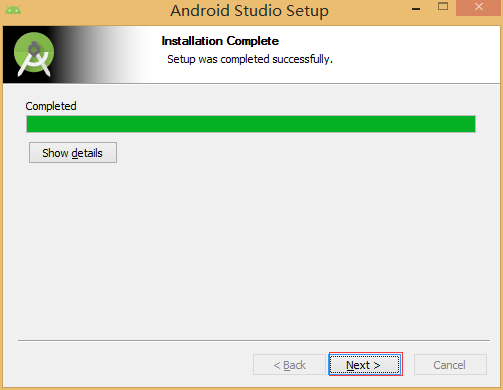 Android Studio Setup
Installation Complete
Setup was completed successfully.
Completed
Show details
< Back
Next >
Cancel